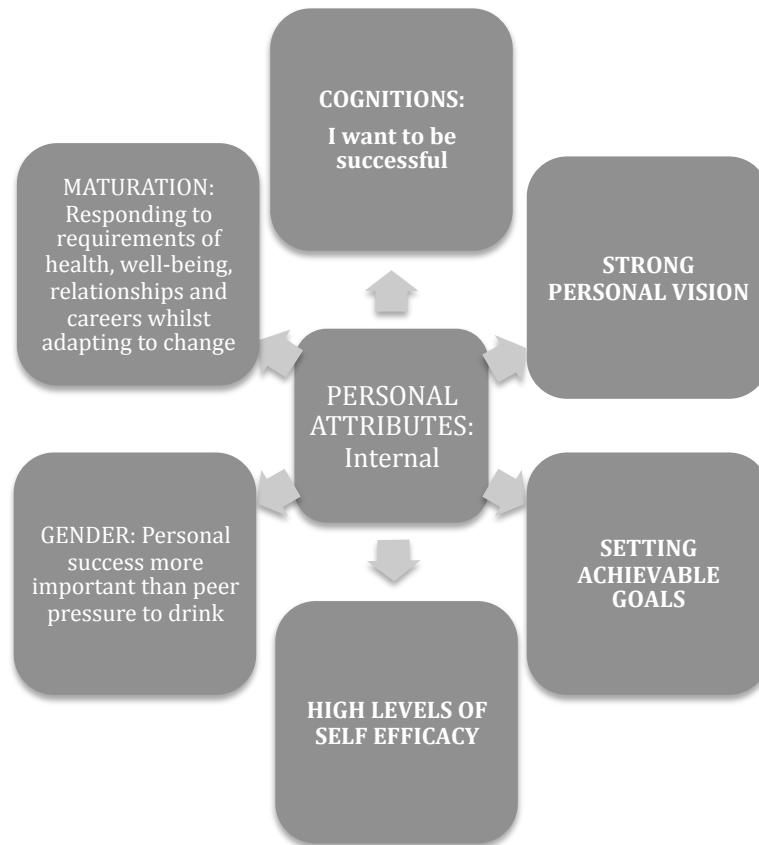 COGNITIONS:
I want to be
successful
MATURATION:
Responding to
requirements of
health, well-being,
relationships and
careers whilst
adapting to change
STRONG
PERSONAL VISION
PERSONAL
ATTRIBUTES:
Internal
GENDER: Personal
success more
important than peer
pressure to drink
SETTING
ACHIEVABLE
GOALS
HIGH LEVELS OF
SELF EFFICACY